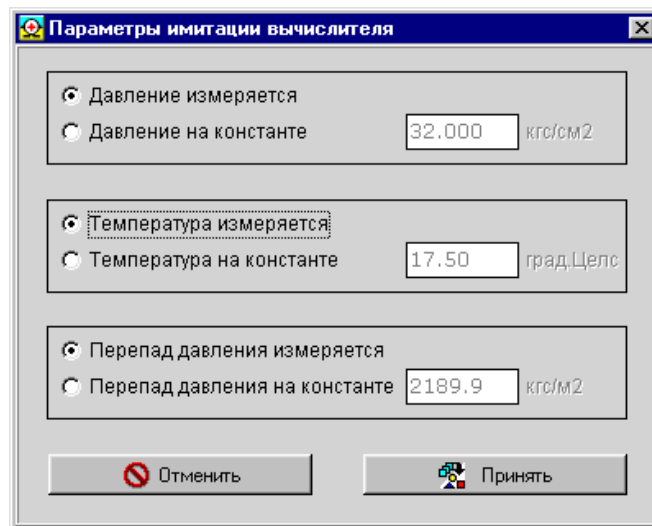 Параметры имитации вычислителя
Давление измеряется
Давление на константе 32.000 кгс/см2
Температура измеряется
Температура на константе 17.50 град.Целс
Перепад давления измеряется
Перепад давления на константе 2189.9 кгс/м2
Отменить Принять